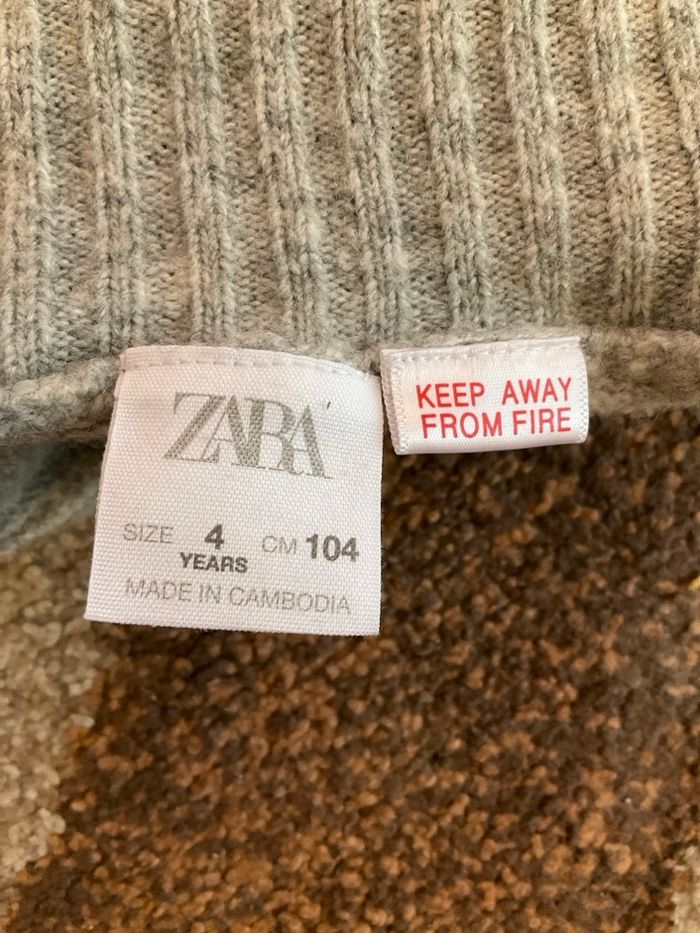 ZARA
SIZE 4 CM 104
YEARS
MADE IN CAMBODIA
KEEP AWAY
FROM FIRE